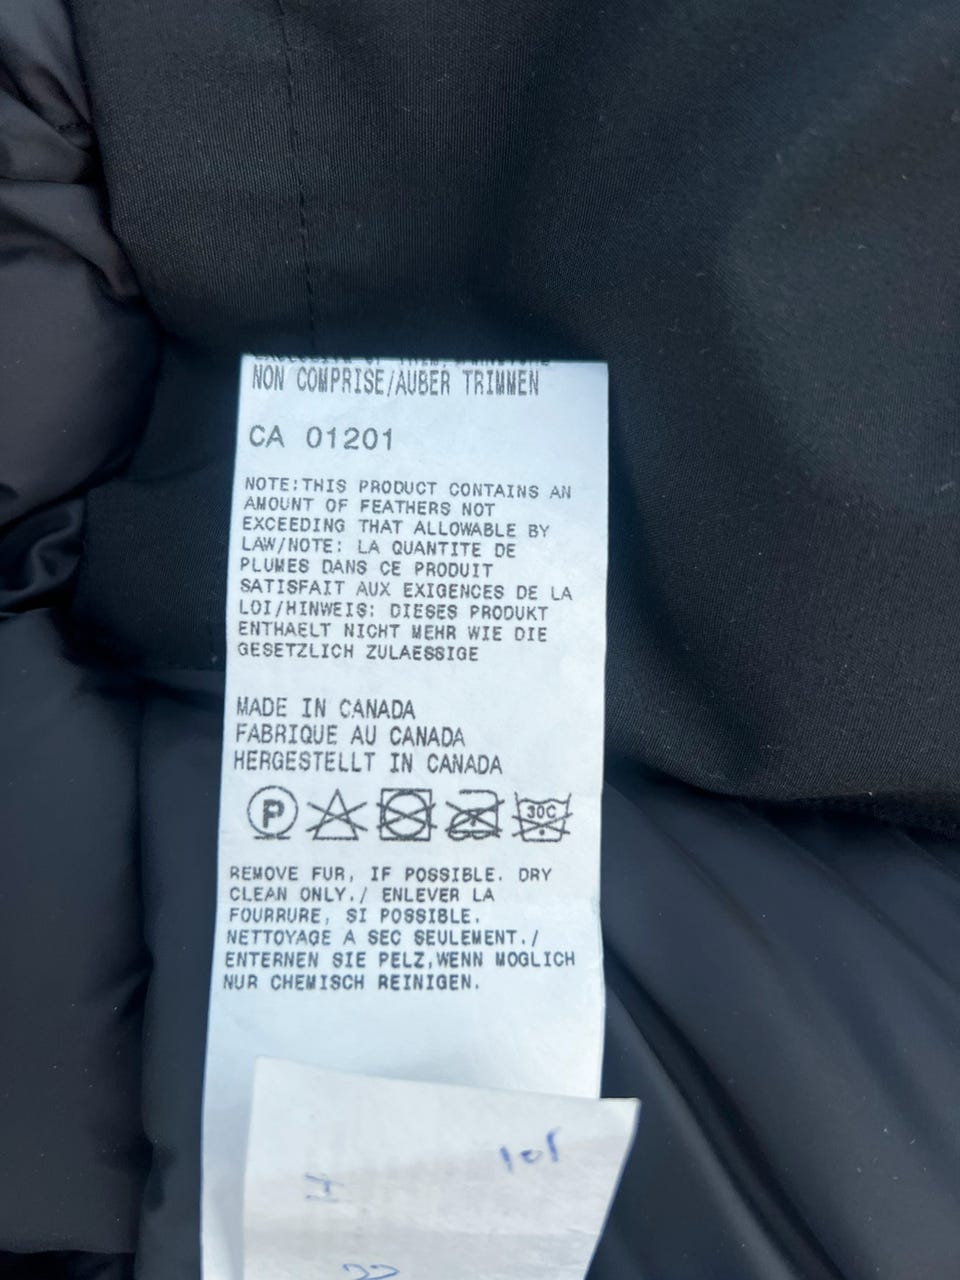 NON COMPRISE/AUBER TRIMMEN
CA 01201
NOTE:THIS PRODUCT CONTAINS AN
AMOUNT OF FEATHERS NOT
EXCEEDING THAT ALLOWABLE BY
LAW/NOTE: LA QUANTITE DE
PLUMES DANS CE PRODUIT
SATISFAIT AUX EXIGENCES DE LA
LOI/HINWEIS: DIESES PRODUKT
ENTHAELT NICHT MEHR WIE DIE
GESETZLICH ZULAESSIGE
MADE IN CANADA
FABRIQUE AU CANADA
HERGESTELLT IN CANADA
P
30C
REMOVE FUR, IF POSSIBLE. DRY
CLEAN ONLY./ ENLEVER LA
FOURRURE, SI POSSIBLE.
NETTOYAGE A SEC SEULEMENT./
ENTERNEN SIE PELZ,WENN MOGLICH
NUR CHEMISCH REINIGEN.